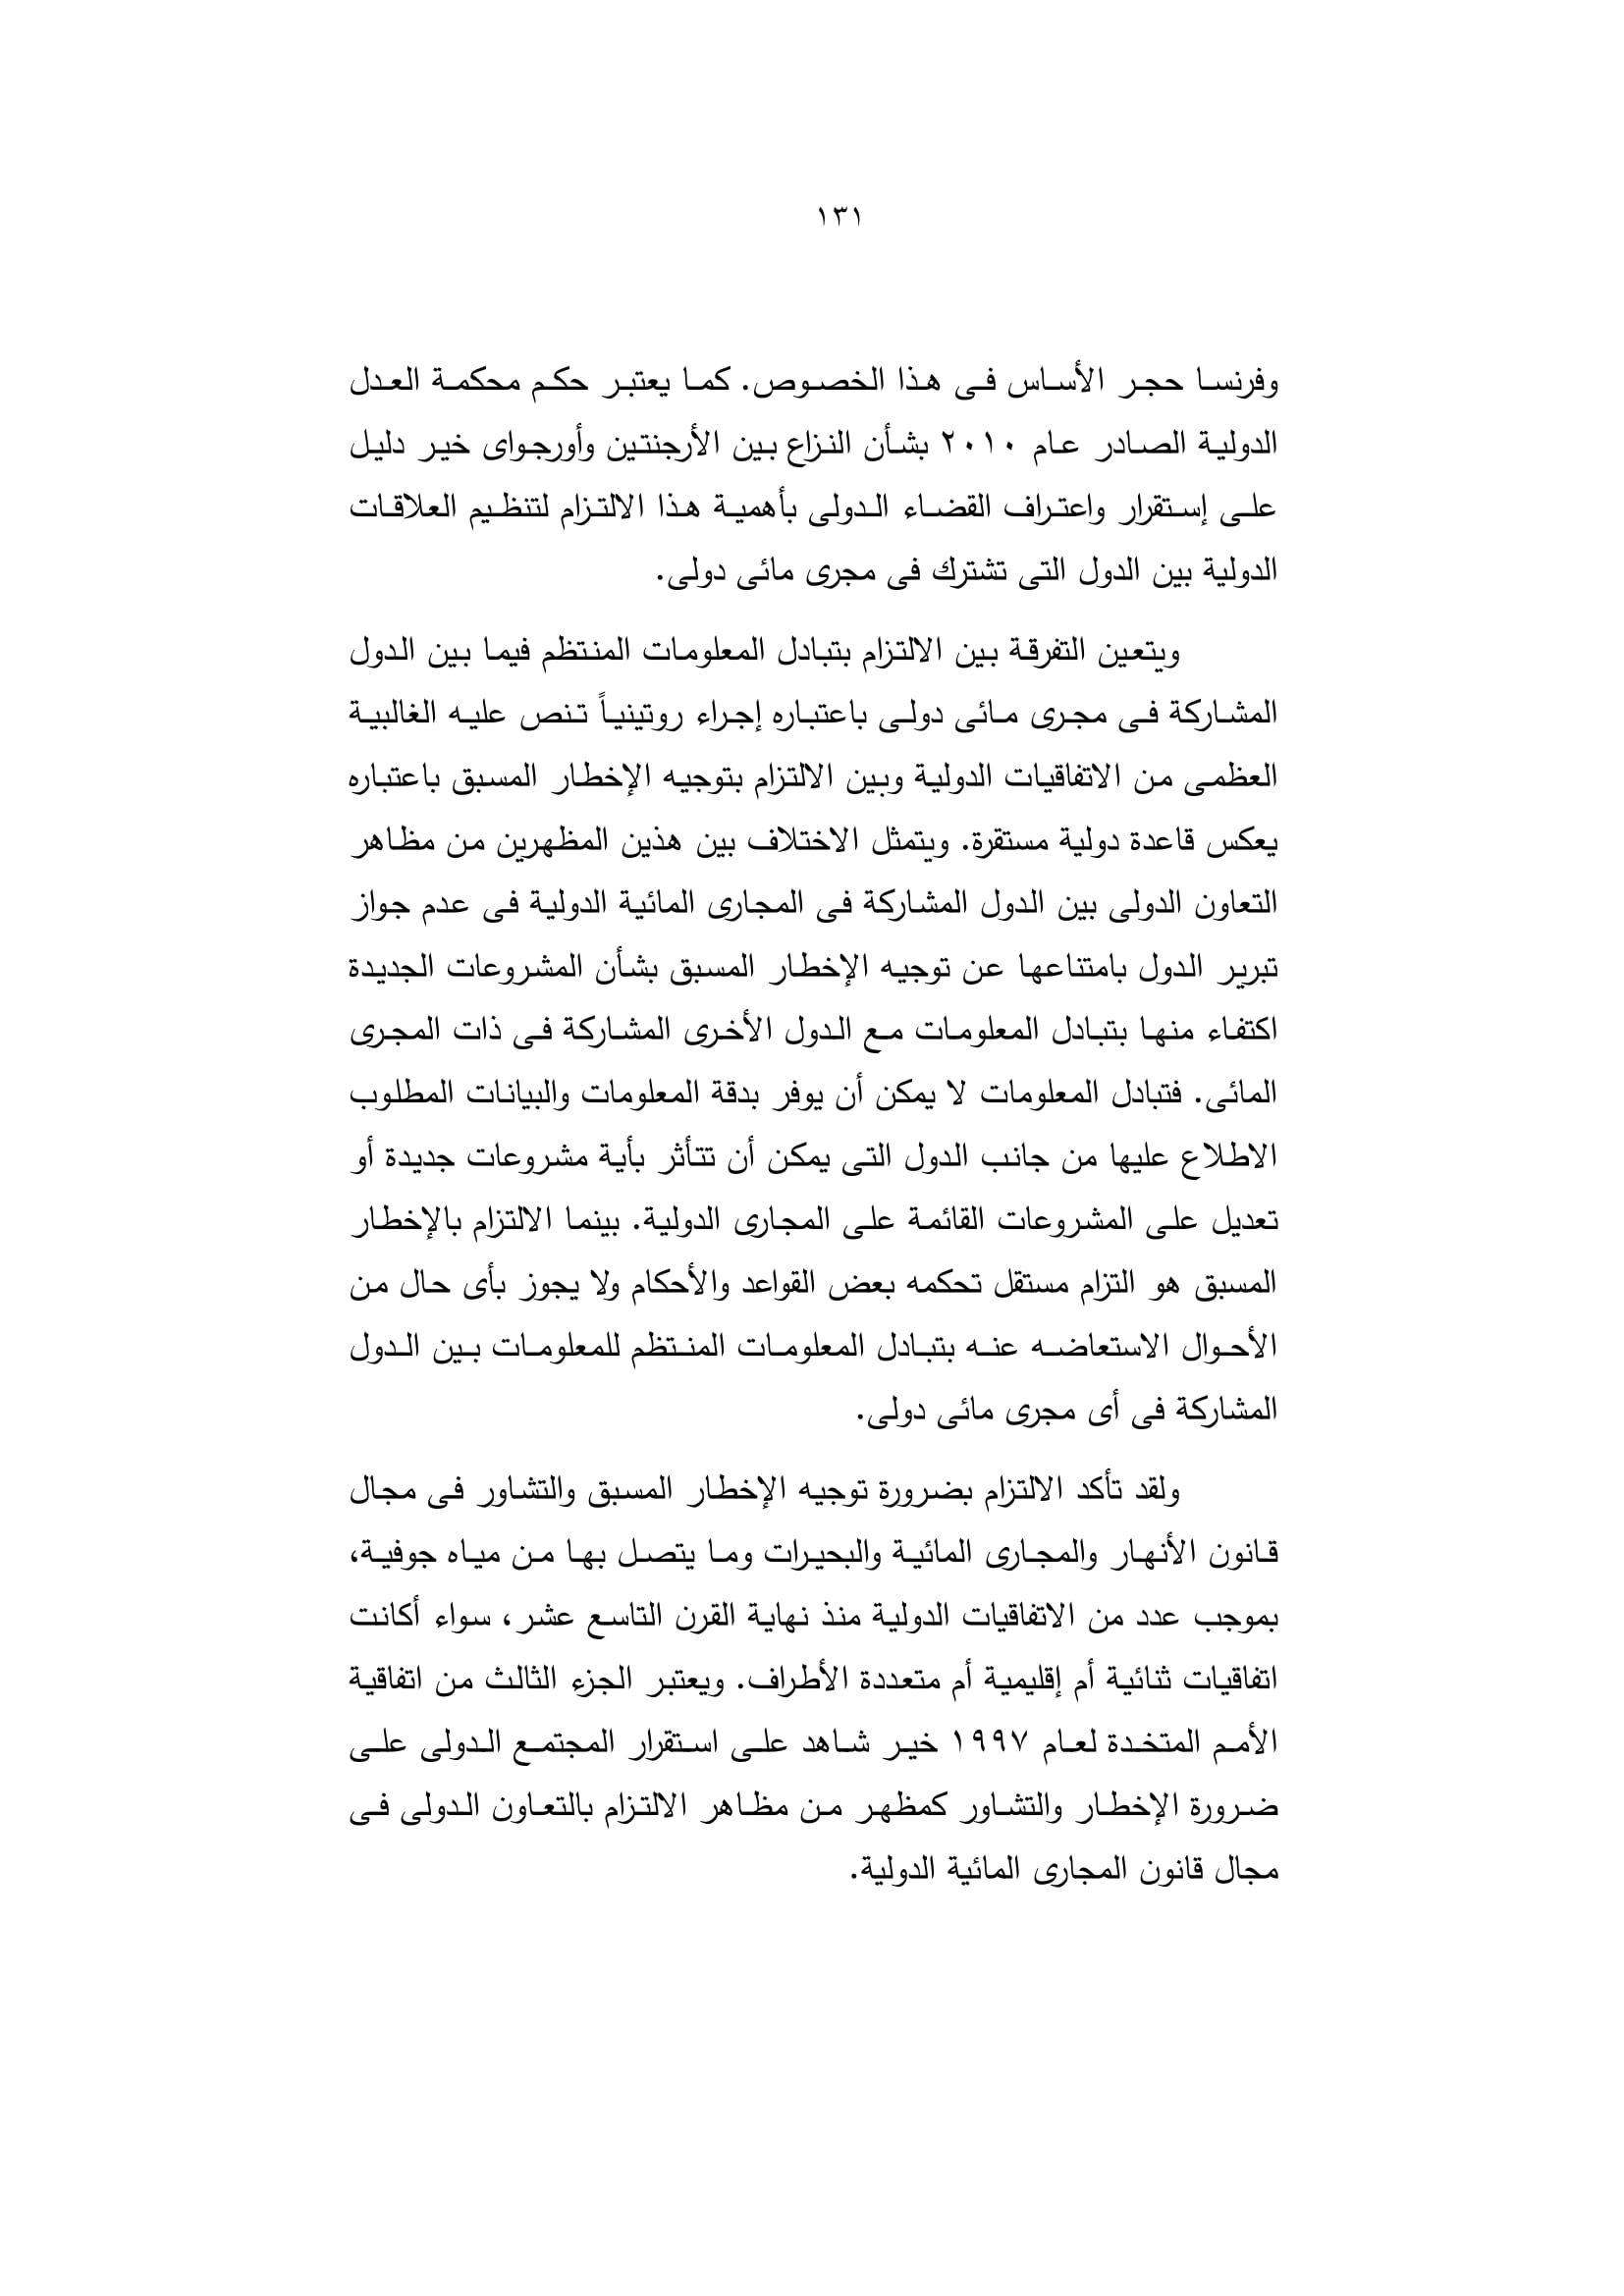 ١٣١
وفرنسا حجر الأساس فى هذا الخصوص. كما يعتبر حكم محكمة العدل
الدولية الصادر عام ٢٠١٠ بشأن النزاع بين الأرجنتين وأورجواى خير دليل
على إستقرار واعتراف القضاء الدولى بأهمية هذا الالتزام لتنظيم العلاقات
الدولية بين الدول التى تشترك فى مجرى مائى دولى.
ويتعين التفرقة بين الالتزام بتبادل المعلومات المنتظم فيما بين الدول
المشاركة فى مجرى مائى دولى باعتباره إجراء روتينياً تنص عليه الغالبية
العظمى من الاتفاقيات الدولية وبين الالتزام بتوجيه الإخطار المسبق باعتباره
يعكس قاعدة دولية مستقرة. ويتمثل الاختلاف بين هذين المظهرين من مظاهر
التعاون الدولى بين الدول المشاركة فى المجارى المائية الدولية فى عدم جواز
تبرير الدول بامتناعها عن توجيه الإخطار المسبق بشأن المشروعات الجديدة
اكتفاء منها بتبادل المعلومات مع الدول الأخرى المشاركة فى ذات المجرى
المائى. فتبادل المعلومات لا يمكن أن يوفر بدقة المعلومات والبيانات المطلوب
الاطلاع عليها من جانب الدول التى يمكن أن تتأثر بأية مشروعات جديدة أو
تعديل على المشروعات القائمة على المجارى الدولية. بينما الالتزام بالإخطار
المسبق هو التزام مستقل تحكمه بعض القواعد والأحكام ولا يجوز بأى حال من
الأحوال الاستعاضه عنه بتبادل المعلومات المنتظم للمعلومات بين الدول
المشاركة فى أى مجرى مائى دولى.
ولقد تأكد الالتزام بضرورة توجيه الإخطار المسبق والتشاور فى مجال
قانون الأنهار والمجارى المائية والبحيرات وما يتصل بها من مياه جوفية،
بموجب عدد من الاتفاقيات الدولية منذ نهاية القرن التاسع عشر، سواء أكانت
اتفاقيات ثنائية أم إقليمية أم متعددة الأطراف. ويعتبر الجزء الثالث من اتفاقية
الأمم المتخدة لعام ١٩٩٧ خير شاهد على استقرار المجتمع الدولى على
ضرورة الإخطار والتشاور كمظهر من مظاهر الالتزام بالتعاون الدولى فى
مجال قانون المجارى المائية الدولية.